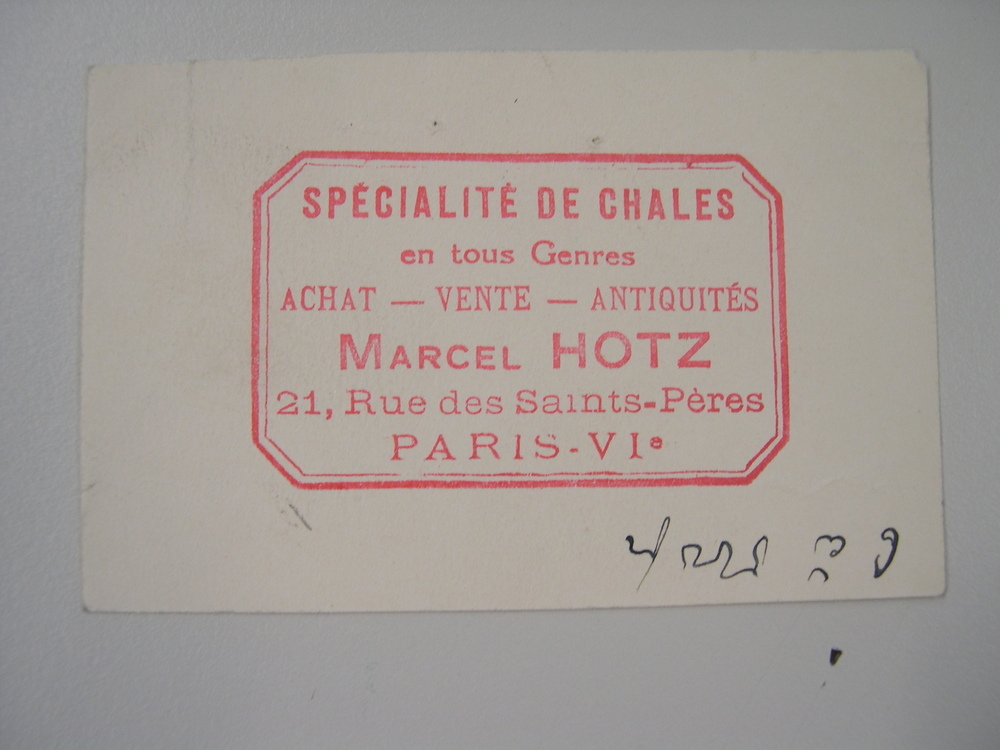 SPÉCIALITÉ DE CHALES
en tous Genres
ACHAT — VENTE — ANTIQUITÉS
MARCEL HOTZ
21, Rue des Saints-Pères
PARIS-VIe